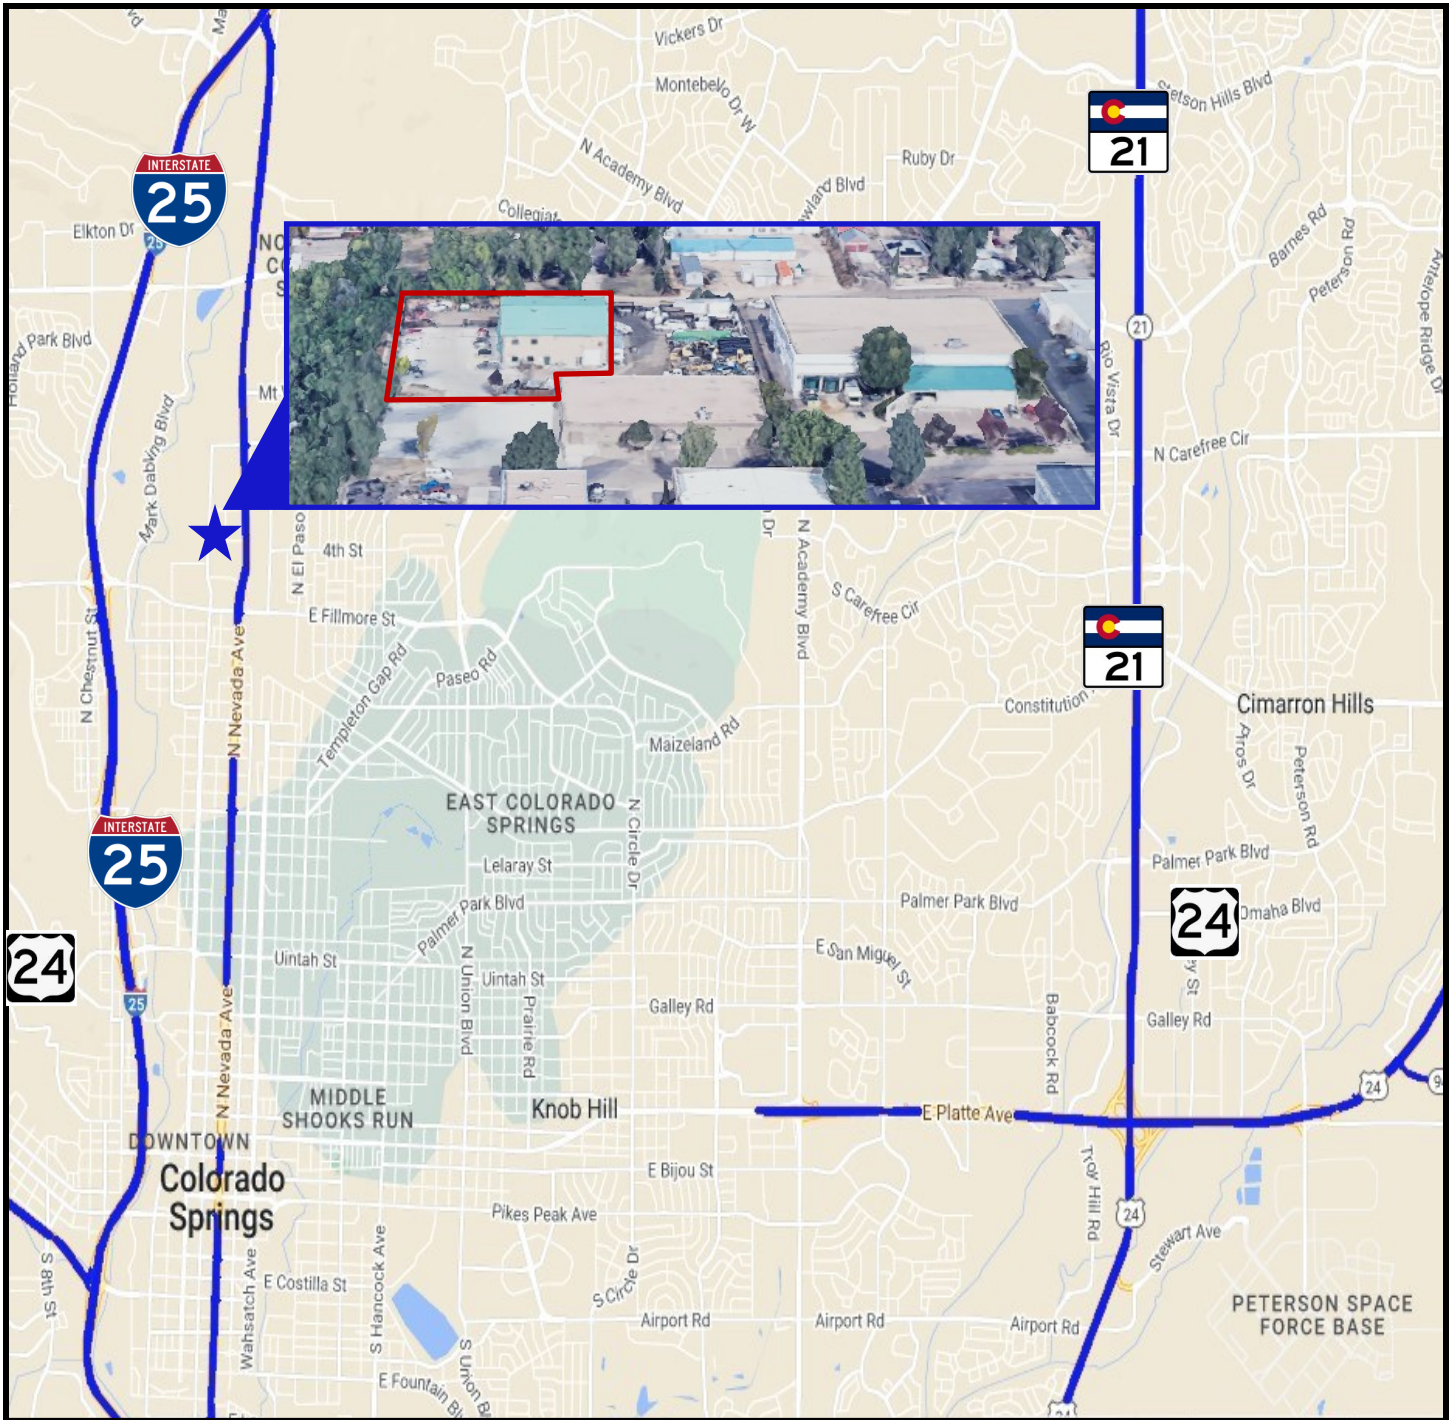 Vickers Dr
Montebello Dr W
Stetson Hills Blvd
21
N Academy Blvd
Ruby Dr
INTERSTATE
25
Elkton Dr
25
Collegiate
Barnes Rd
Peterson Rd
Antelope Ridge Dr
21
Holland Park Blvd
Rio Vista Dr
Mt
N Carefree Cir
Mark Dabling Blvd
N El Paso
4th St
Dr
N Academy Blvd
S Carefree Cir
E Fillmore St
21
N Chestnut St
N Nevada Ave
Templeton Gap Rd
Paseo Rd
Constitution
Cimarron Hills
Maizeland Rd
Airos Dr
Peterson Rd
EAST COLORADO
SPRINGS
N Circle Dr
INTERSTATE
25
Lelaray St
Palmer Park Blvd
Palmer Park Blvd
Palmer Park Blvd
24
Omaha Blvd
24
Uintah St
N Union Blvd
Uintah St
E San Miguel St
25
Prairie Rd
Galley Rd
Babcock Rd
Galley Rd
N Nevada Ave
24
MIDDLE
SHOOKS RUN
Knob Hill
E Platte Ave
DOWNTOWN
Colorado
Springs
E Bijou St
Troy Hill Rd
Pikes Peak Ave
24
Stewart Ave
S 8th St
Wahsatch Ave
E Costilla St
S Hancock Ave
S Circle Dr
Airport Rd
Airport Rd
Airport Rd
PETERSON SPACE
FORCE BASE
E Fountain
S Union
24